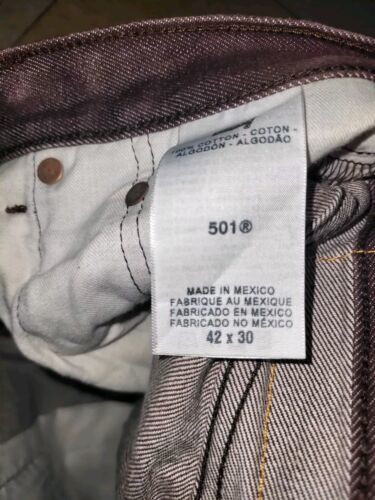 100% COTTON - COTON -
ALGODÓN - ALGODÃO
501®
MADE IN MEXICO
FABRIQUE AU MEXIQUE
FABRICADO EN MEXICO
FABRICADO NO MÉXICO
42 x 30